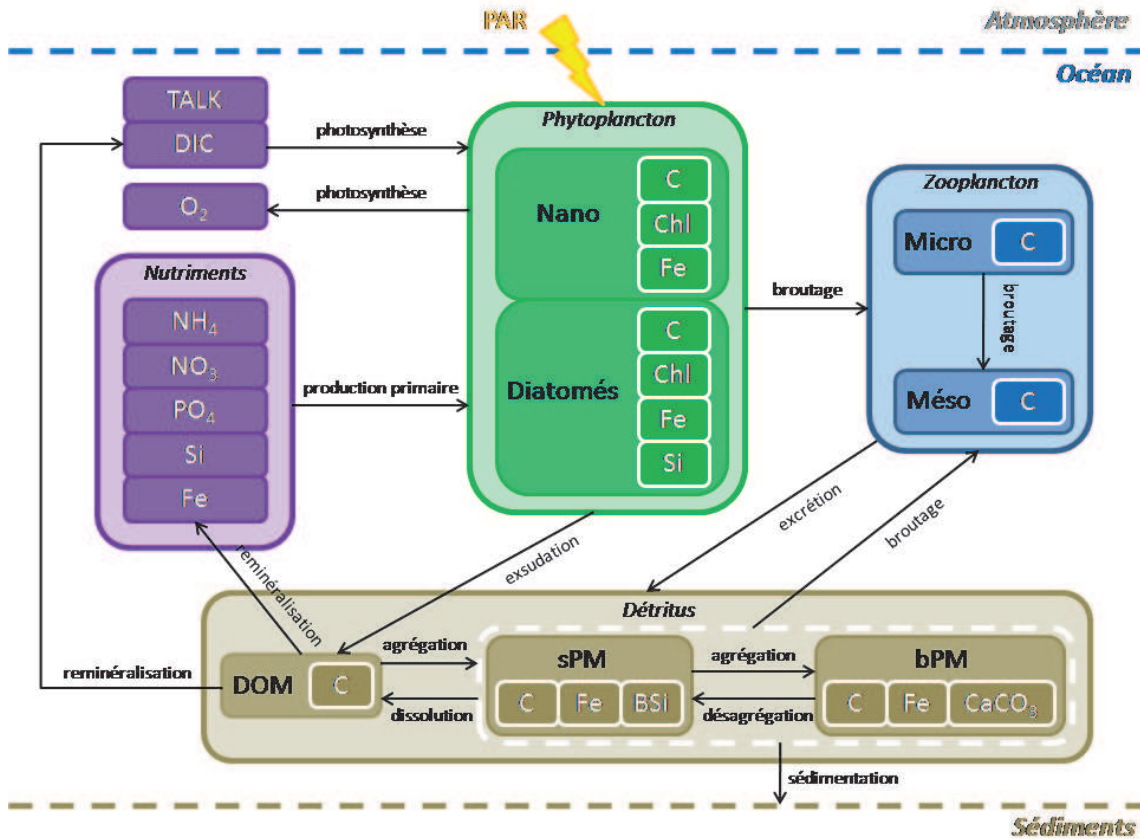 PAR
Atmosphère
Océan
TALK
DIC
O₂
photosynthèse
photosynthèse
Nutriments
NH₄
NO₃
PO₄
Si
Fe
production primaire
Phytoplancton
Nano
C
Chl
Fe
Diatomés
C
Chl
Fe
Si
broutage
Zooplancton
Micro
C
broutage
Méso
C
reminéralisation
exsudation
excrétion
broutage
Détritus
reminéralisation
DOM
C
agrégation
dissolution
sPM
C
Fe
BSi
agrégation
désagrégation
bPM
C
Fe
CaCO₃
sédimentation
Sédiments